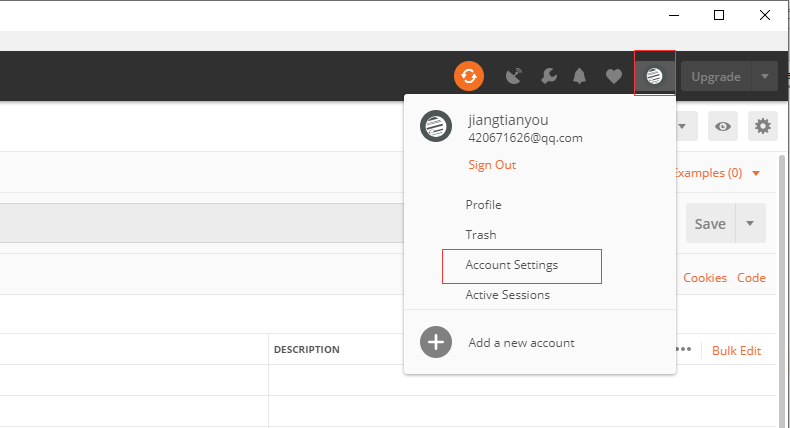 Upgrade
jiangtianyou
420671626@qq.com
Sign Out
Examples (0)
Profile
Save
Trash
Account Settings
Cookies Code
Active Sessions
Add a new account
DESCRIPTION
Bulk Edit